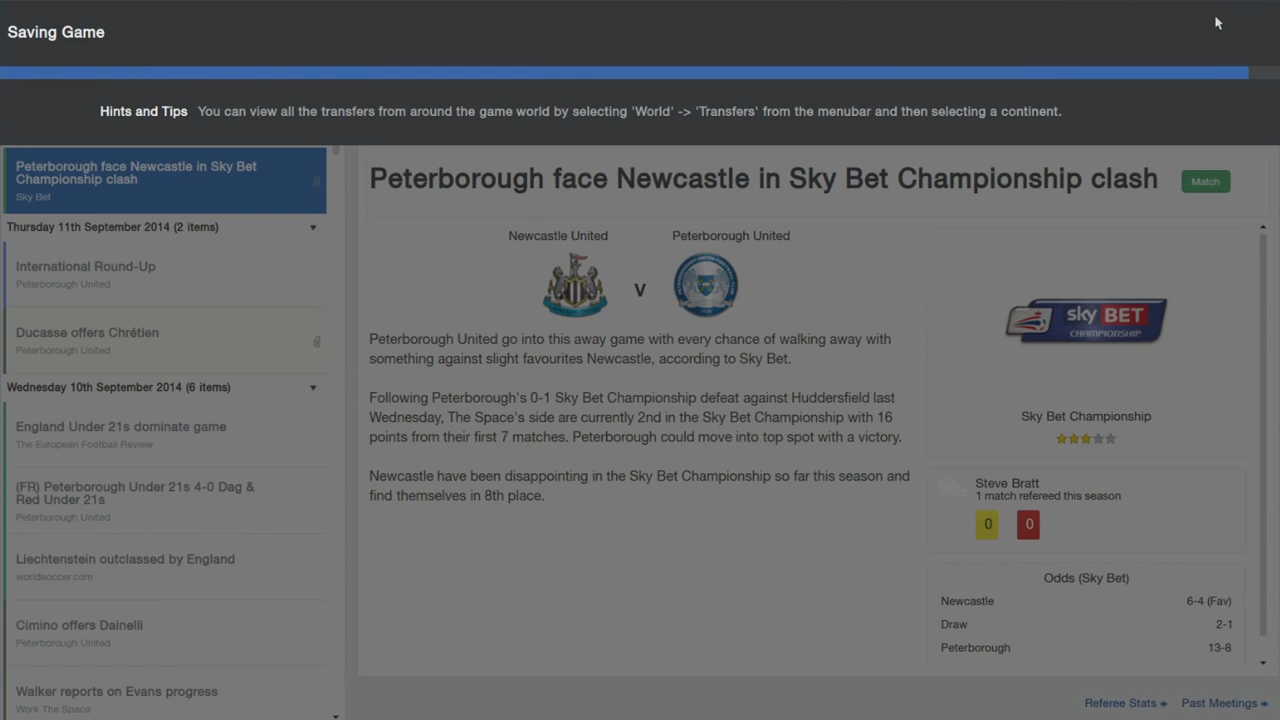 Saving Game
Hints and Tips You can view all the transfers from around the game world by selecting 'World' -> 'Transfers' from the menubar and then selecting a continent.
Peterborough face Newcastle in Sky Bet
Championship clash
Sky Bet
Thursday 11th September 2014 (2 items)
International Round-Up
Peterborough United
Ducasse offers Chrétien
Peterborough United
Wednesday 10th September 2014 (6 items)
England Under 21s dominate game
The European Football Review
(FR) Peterborough Under 21s 4-0 Dag &
Red Under 21s
Peterborough United
Liechtenstein outclassed by England
worldsoccer.com
Cimino offers Dainelli
Peterborough United
Walker reports on Evans progress
Work The Space
Peterborough face Newcastle in Sky Bet Championship clash
Match
Newcastle United
Peterborough United
V
Peterborough United go into this away game with every chance of walking away with
something against slight favourites Newcastle, according to Sky Bet.
Following Peterborough's 0-1 Sky Bet Championship defeat against Huddersfield last
Wednesday, The Space's side are currently 2nd in the Sky Bet Championship with 16
points from their first 7 matches. Peterborough could move into top spot with a victory.
Newcastle have been disappointing in the Sky Bet Championship so far this season and
find themselves in 8th place.
sky BET
CHAMPIONSHIP
Sky Bet Championship
Steve Bratt
1 match refereed this season
0 0
Odds (Sky Bet)
Newcastle 6-4 (Fav)
Draw 2-1
Peterborough 13-8
Referee Stats
Past Meetings